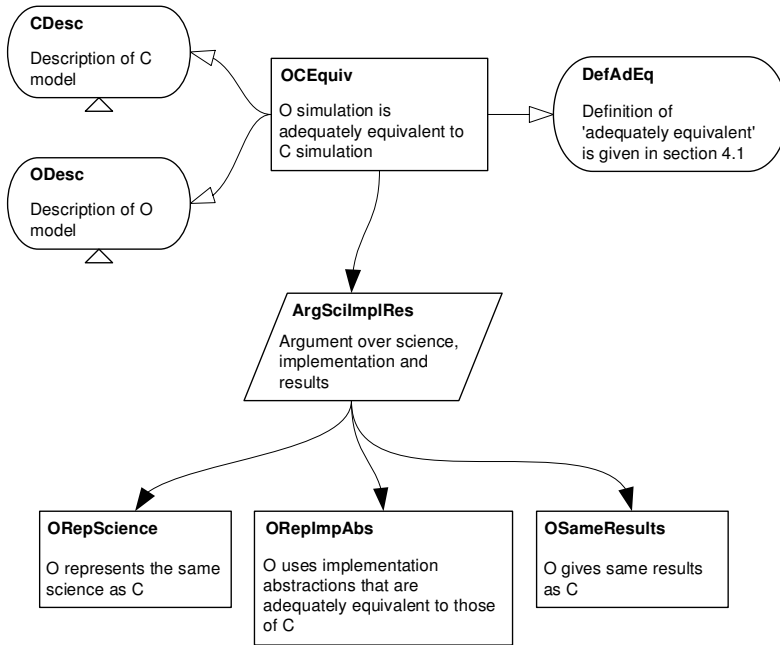 CDesc
Description of C
model
OCEquiv
O simulation is
adequately equivalent to
C simulation
DefAdEq
Definition of
'adequately equivalent'
is given in section 4.1
ODesc
Description of O
model
ArgSciImplRes
Argument over science,
implementation and
results
ORepScience
O represents the same
science as C
ORepImpAbs
O uses implementation
abstractions that are
adequately equivalent to those
of C
OSameResults
O gives same results
as C